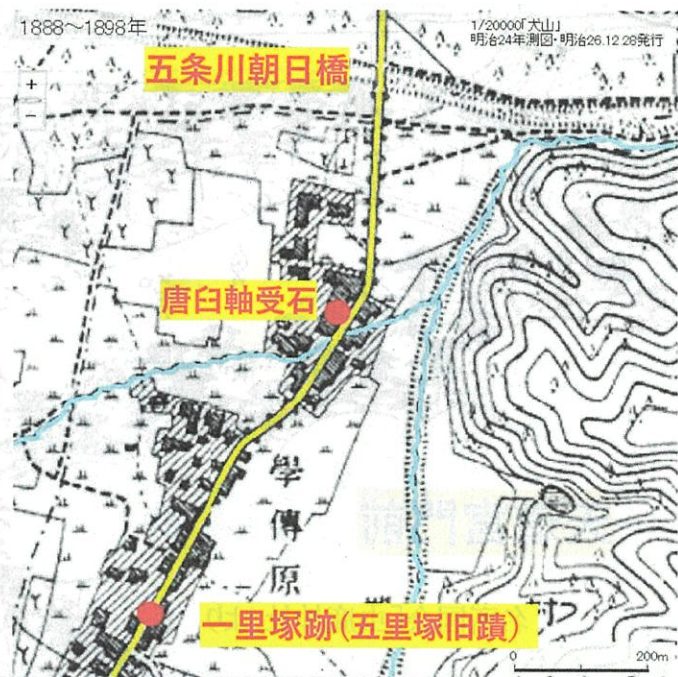 1888～1898年
1/20000「犬山」
明治24年測図・明治26.12.28発行
+
−
五条川朝日橋
唐臼軸受石
學傳原
一里塚跡(五里塚旧蹟)
0 200m